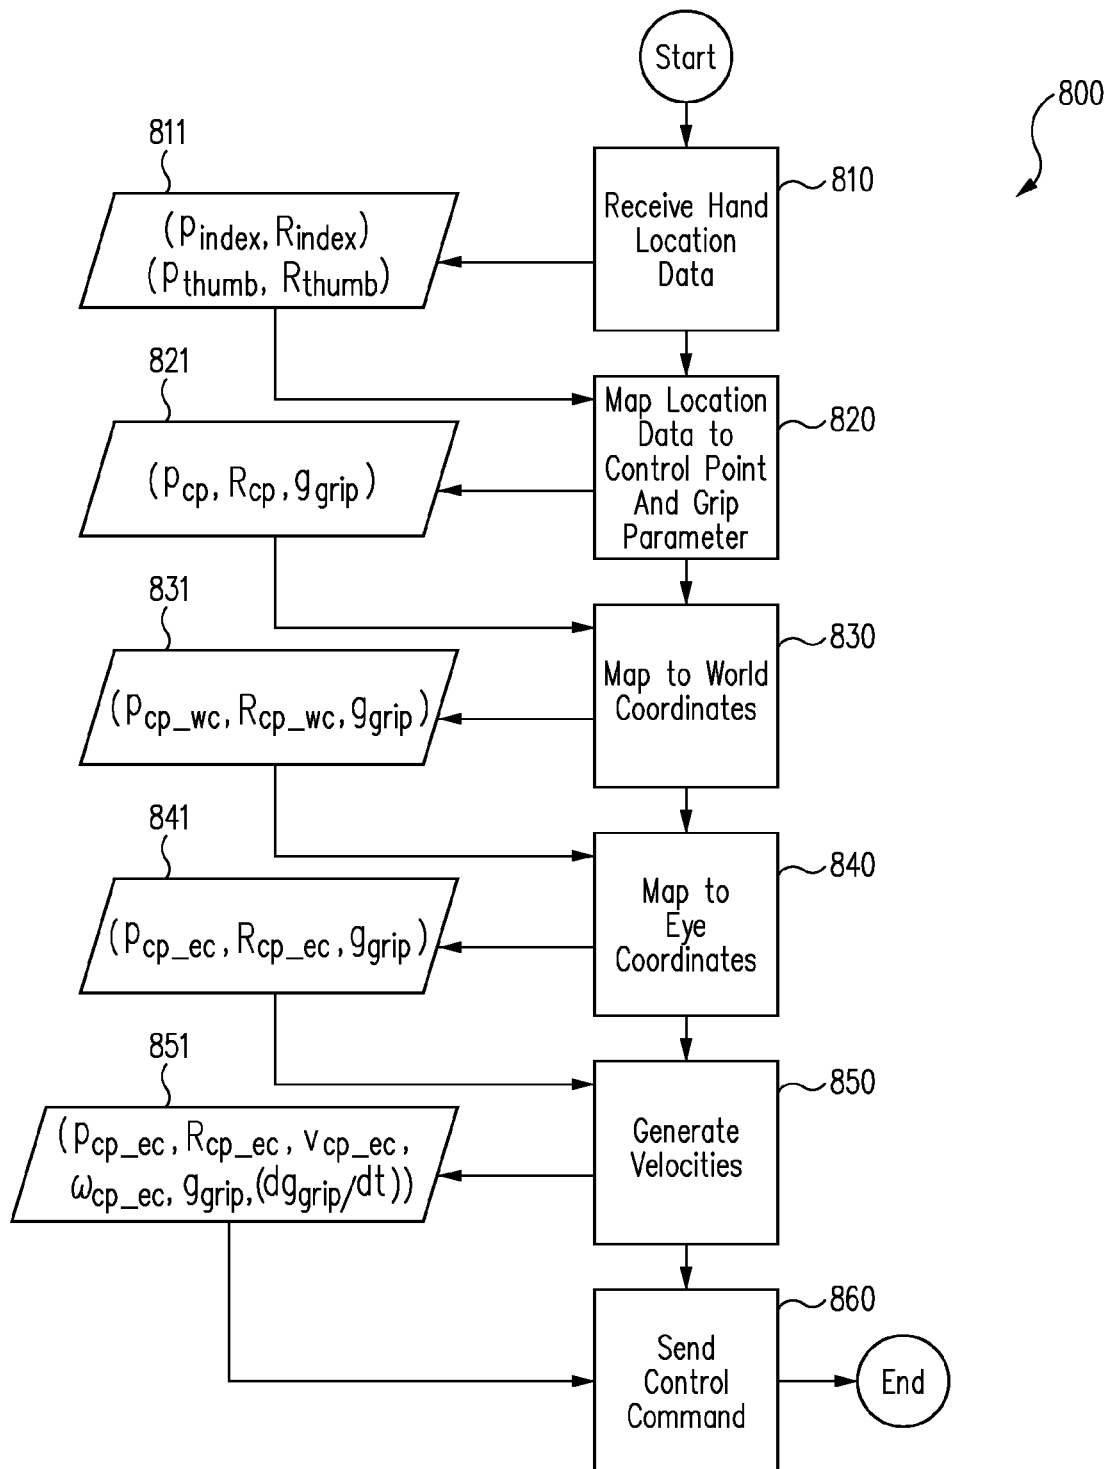 Start
800
811
810
Receive Hand
Location
Data
(p_index, R_index)
(p_thumb, R_thumb)
821
820
Map Location
Data to
Control Point
And Grip
Parameter
(p_cp, R_cp, g_grip)
831
830
Map to World
Coordinates
(p_cp_wc, R_cp_wc, g_grip)
841
840
Map to
Eye
Coordinates
(p_cp_ec, R_cp_ec, g_grip)
851
850
Generate
Velocities
(p_cp_ec, R_cp_ec, v_cp_ec,
ω_cp_ec, g_grip, (dg_grip/dt))
860
Send
Control
Command
End